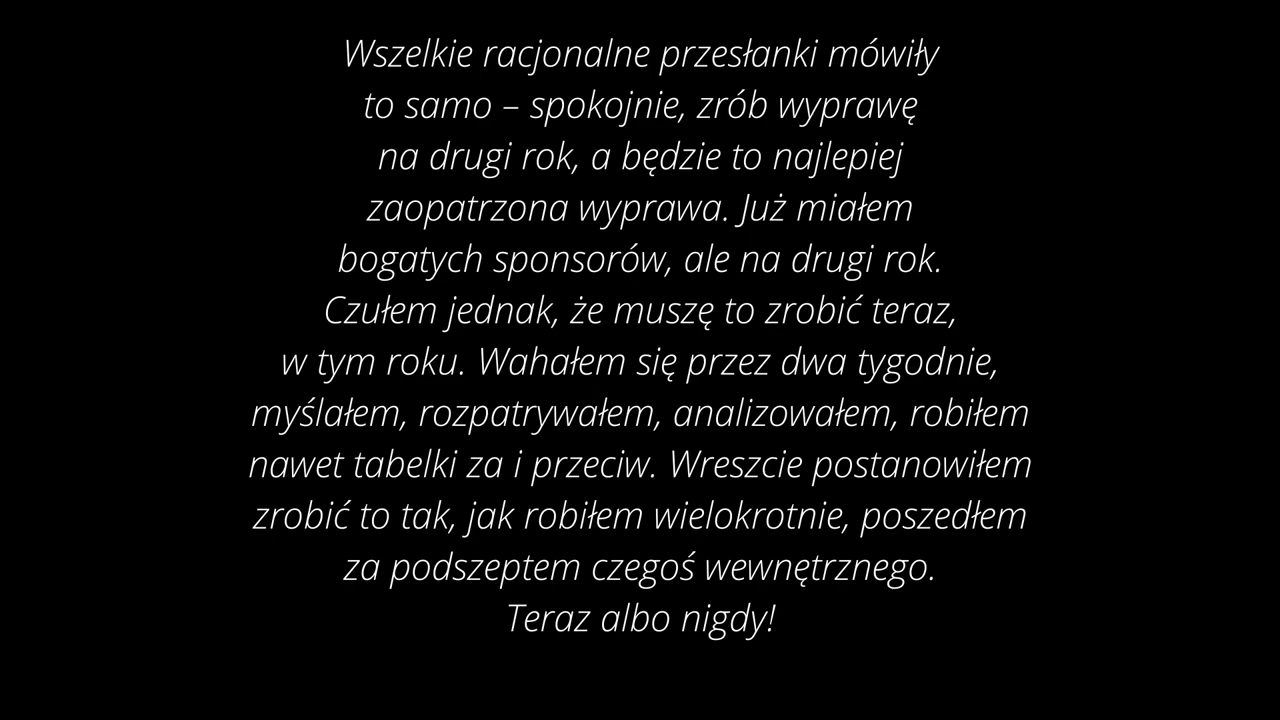 Wszelkie racjonalne przesłanki mówiły
to samo – spokojnie, zrób wyprawę
na drugi rok, a będzie to najlepiej
zaopatrzona wyprawa. Już miałem
bogatych sponsorów, ale na drugi rok.
Czułem jednak, że muszę to zrobić teraz,
w tym roku. Wahałem się przez dwa tygodnie,
myślałem, rozpatrywałem, analizowałem, robiłem
nawet tabelki za i przeciw. Wreszcie postanowiłem
zrobić to tak, jak robiłem wielokrotnie, poszedłem
za podszeptem czegoś wewnętrznego.
Teraz albo nigdy!